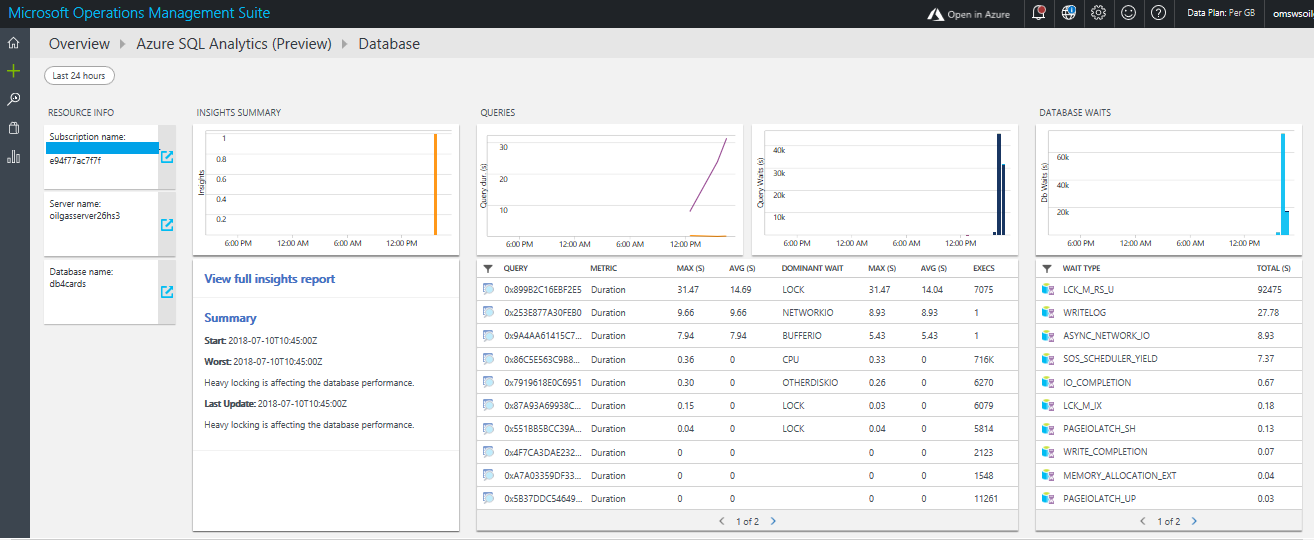 Microsoft Operations Management Suite
Open in Azure
Data Plan: Per GB
omswsoil
Overview
Azure SQL Analytics (Preview)
Database
Last 24 hours
RESOURCE INFO
Subscription name:
e94f77ac7f7f
Server name:
oilgasserver26hs3
Database name:
db4cards
INSIGHTS SUMMARY
Insights
1
0.8
0.6
0.4
0.2
6:00 PM 12:00 AM 6:00 AM 12:00 PM
View full insights report
Summary
Start: 2018-07-10T10:45:00Z
Worst: 2018-07-10T10:45:00Z
Heavy locking is affecting the database performance.
Last Update: 2018-07-10T10:45:00Z
Heavy locking is affecting the database performance.
QUERIES
Query dur. (s)
30
20
10
6:00 PM 12:00 AM 6:00 AM 12:00 PM
Query Waits (s)
40k
30k
20k
10k
6:00 PM 12:00 AM 6:00 AM 12:00 PM
QUERY METRIC MAX (S) AVG (S) DOMINANT WAIT MAX (S) AVG (S) EXECS
0x899B2C16EBF2E5 Duration 31.47 14.69 LOCK 31.47 14.04 7075
0x253E877A30FEB0 Duration 9.66 9.66 NETWORKIO 8.93 8.93 1
0x9A4AA61415C7... Duration 7.94 7.94 BUFFERIO 5.43 5.43 1
0x86C5E563C9B8... Duration 0.36 0 CPU 0.33 0 716K
0x7919618E0C6951 Duration 0.30 0 OTHERDISKIO 0.26 0 6270
0x87A93A69938C... Duration 0.15 0 LOCK 0.03 0 6079
0x551BB5BCC39A... Duration 0.04 0 LOCK 0.04 0 5814
0x4F7CA3DAE232... Duration 0 0 0 0 2123
0xA7A03359DF33... Duration 0 0 0 0 1548
0x5B37DDC54649... Duration 0 0 0 0 11261
1 of 2
DATABASE WAITS
Db Waits (s)
60k
40k
20k
6:00 PM 12:00 AM 6:00 AM 12:00 PM
WAIT TYPE TOTAL (S)
LCK_M_RS_U 92475
WRITELOG 27.78
ASYNC_NETWORK_IO 8.93
SOS_SCHEDULER_YIELD 7.37
IO_COMPLETION 0.67
LCK_M_IX 0.18
PAGEIOLATCH_SH 0.13
WRITE_COMPLETION 0.07
MEMORY_ALLOCATION_EXT 0.04
PAGEIOLATCH_UP 0.03
1 of 2